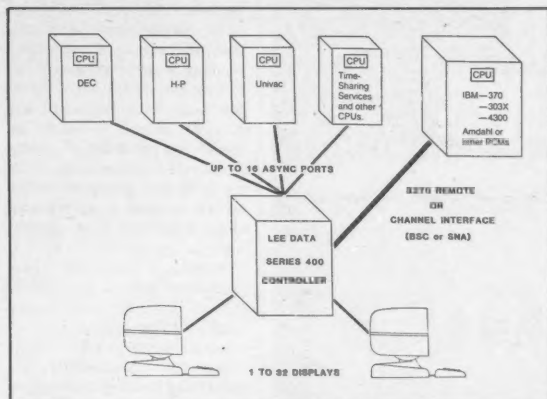 CPU
DEC
CPU
H-P
CPU
Univac
CPU
Time-
Sharing
Services
and other
CPUs.
CPU
IBM—370
—303X
—4300
Amdahl or
other PCMs
UP TO 16 ASYNC PORTS
3270 REMOTE
OR
CHANNEL INTERFACE
(BSC or SNA)
LEE DATA
SERIES 400
CONTROLLER
1 TO 32 DISPLAYS